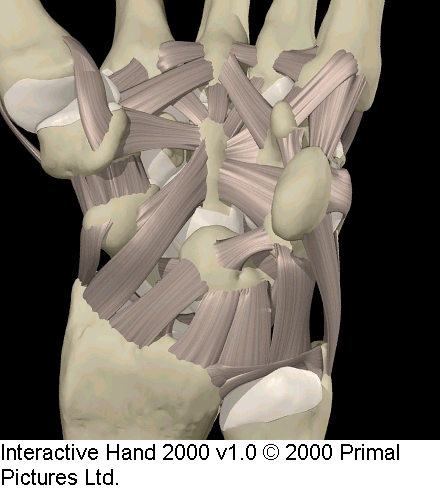 Interactive Hand 2000 v1.0 © 2000 Primal
Pictures Ltd.